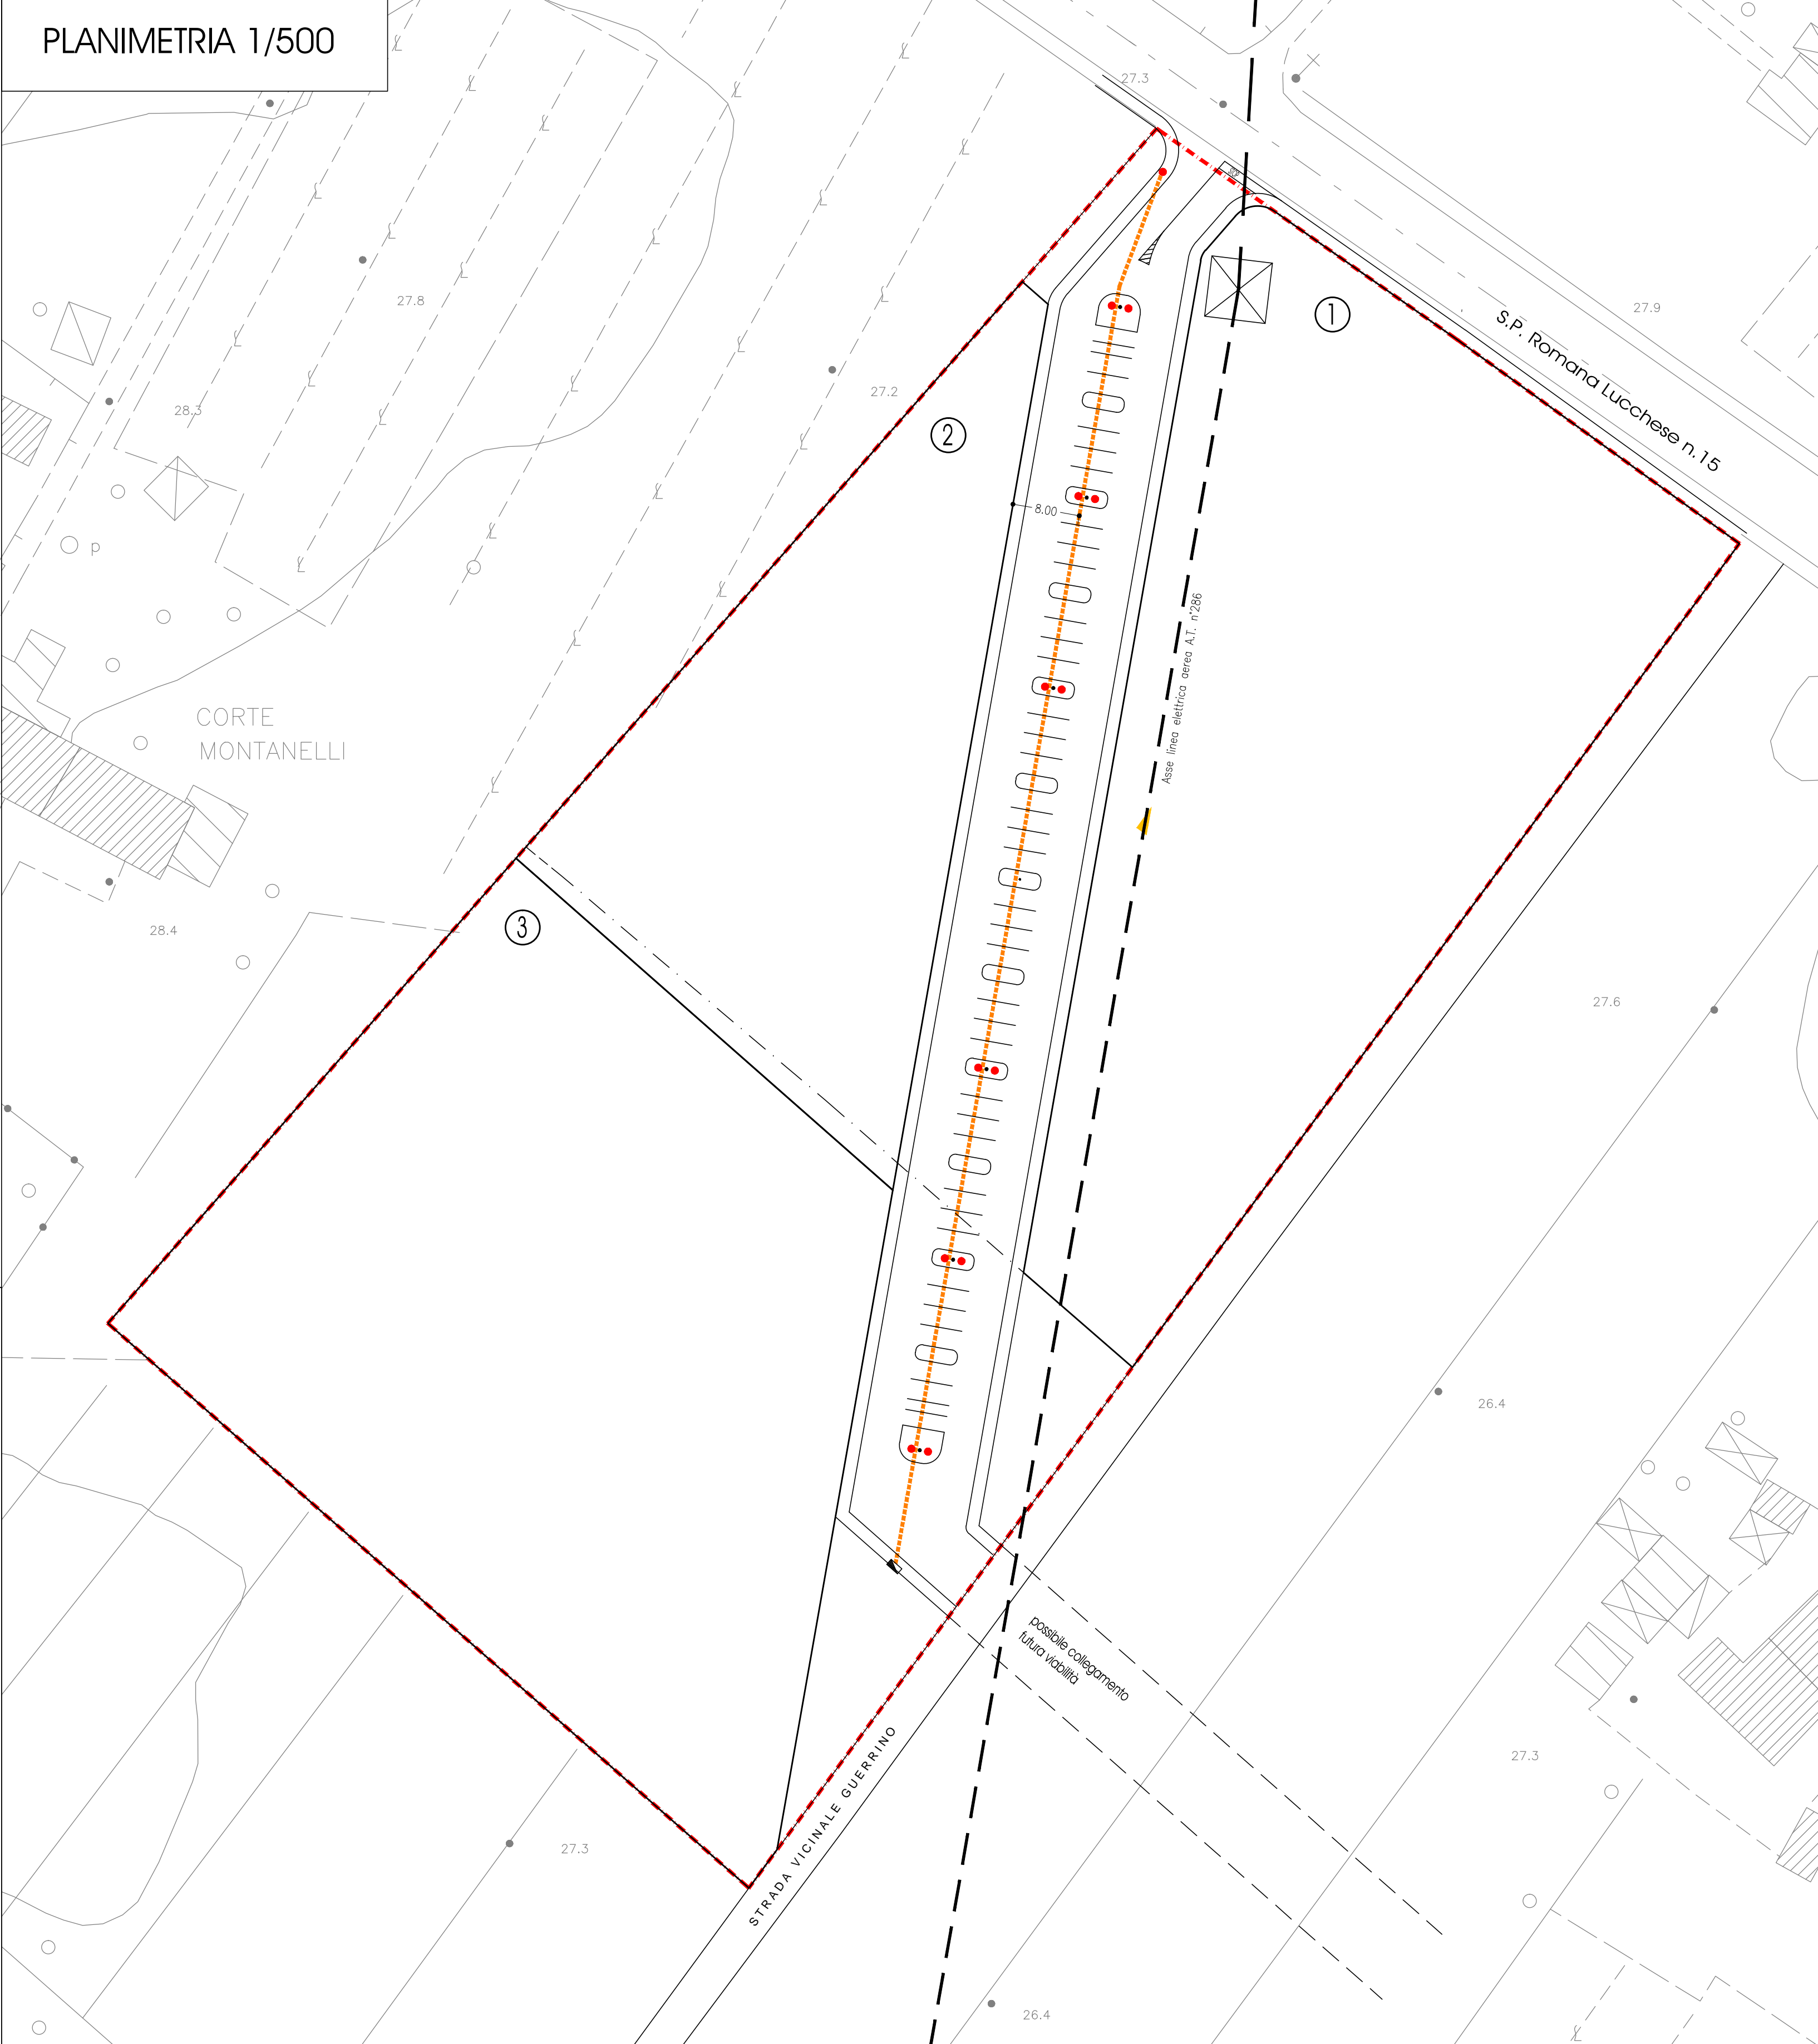 PLANIMETRIA 1/500
27.3
27.8
27.9
1
S.P. Romana Lucchese n.15
27.2
28.3
2
8.00
p
Asse linea elettrica aerea A.T. n°286
CORTE
MONTANELLI
28.4
3
27.6
26.4
possibile collegamento
futura viabilità
27.3
STRADA VICINALE GUERRINO
27.3
26.4